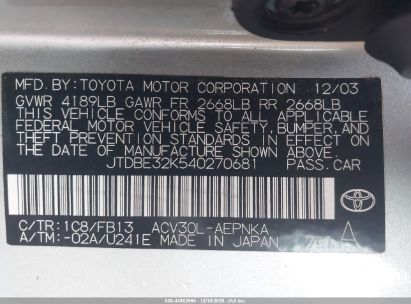 MFD.BY:TOYOTA MOTOR CORPORATION 12/03
GVWR 4189LB GAWR FR 2668LB RR 2668LB
THIS VEHICLE CONFORMS TO ALL APPLICABLE
FEDERAL MOTOR VEHICLE SAFETY, BUMPER, AND
THEFT PREVENTION STANDARDS IN EFFECT ON
THE DATE OF MANUFACTURE SHOWN ABOVE.
JTDBE32K540270681 PASS.CAR
C/TR:1C8/FB13 ACV30L-AEPNKA
A/TM:-02A/U241E MADE IN JAPAN
TOYOTA